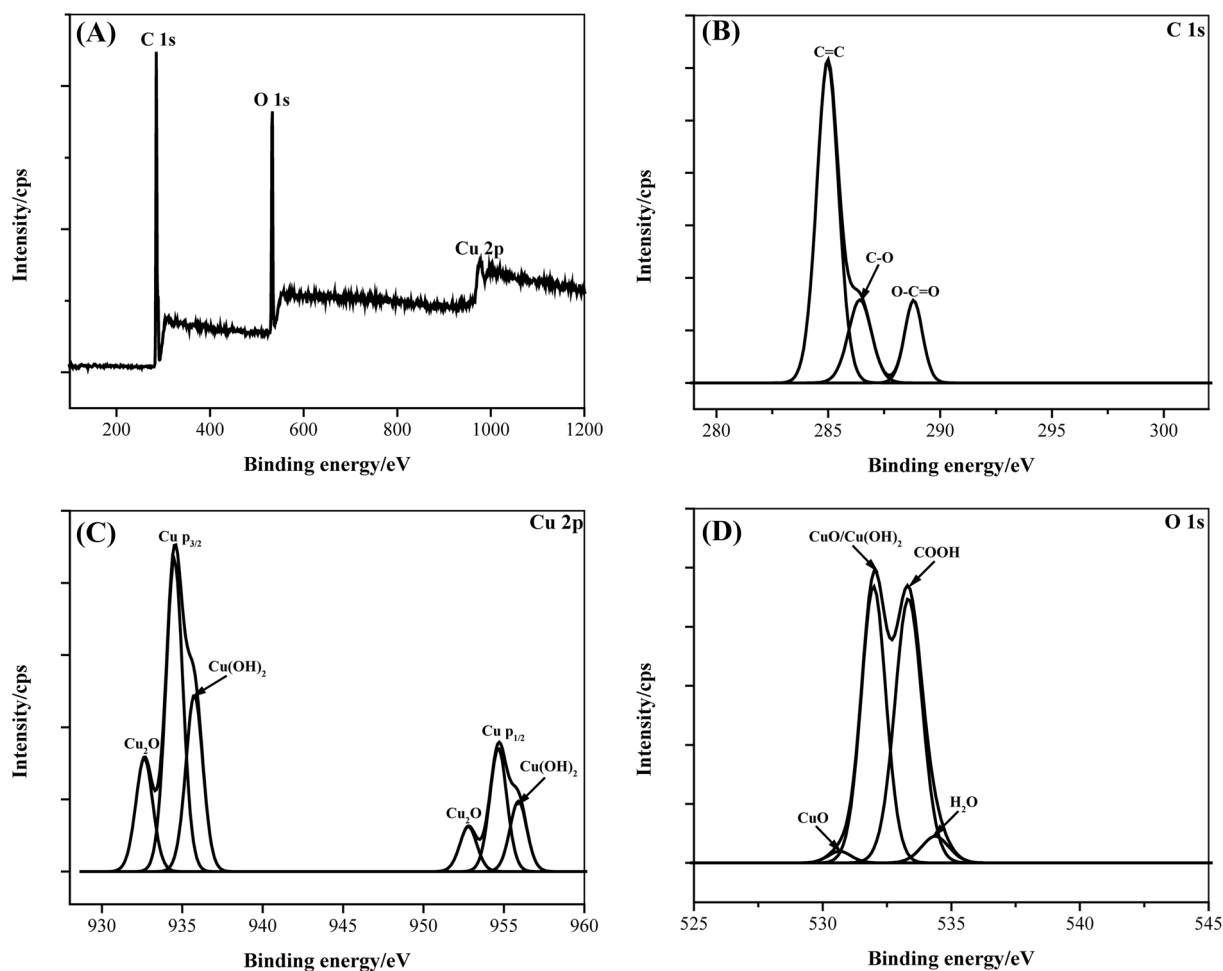 (A)
C 1s
O 1s
Cu 2p
Intensity/cps
200 400 600 800 1000 1200
Binding energy/eV
(B)
C 1s
C=C
C-O
O-C=O
Intensity/cps
280 285 290 295 300
Binding energy/eV
(C)
Cu 2p
Cu p3/2
Cu(OH)2
Cu2O
Cu p1/2
Cu(OH)2
Cu2O
Intensity/cps
930 935 940 945 950 955 960
Binding energy/eV
(D)
O 1s
CuO/Cu(OH)2
COOH
CuO
H2O
Intensity/cps
525 530 535 540 545
Binding energy/eV